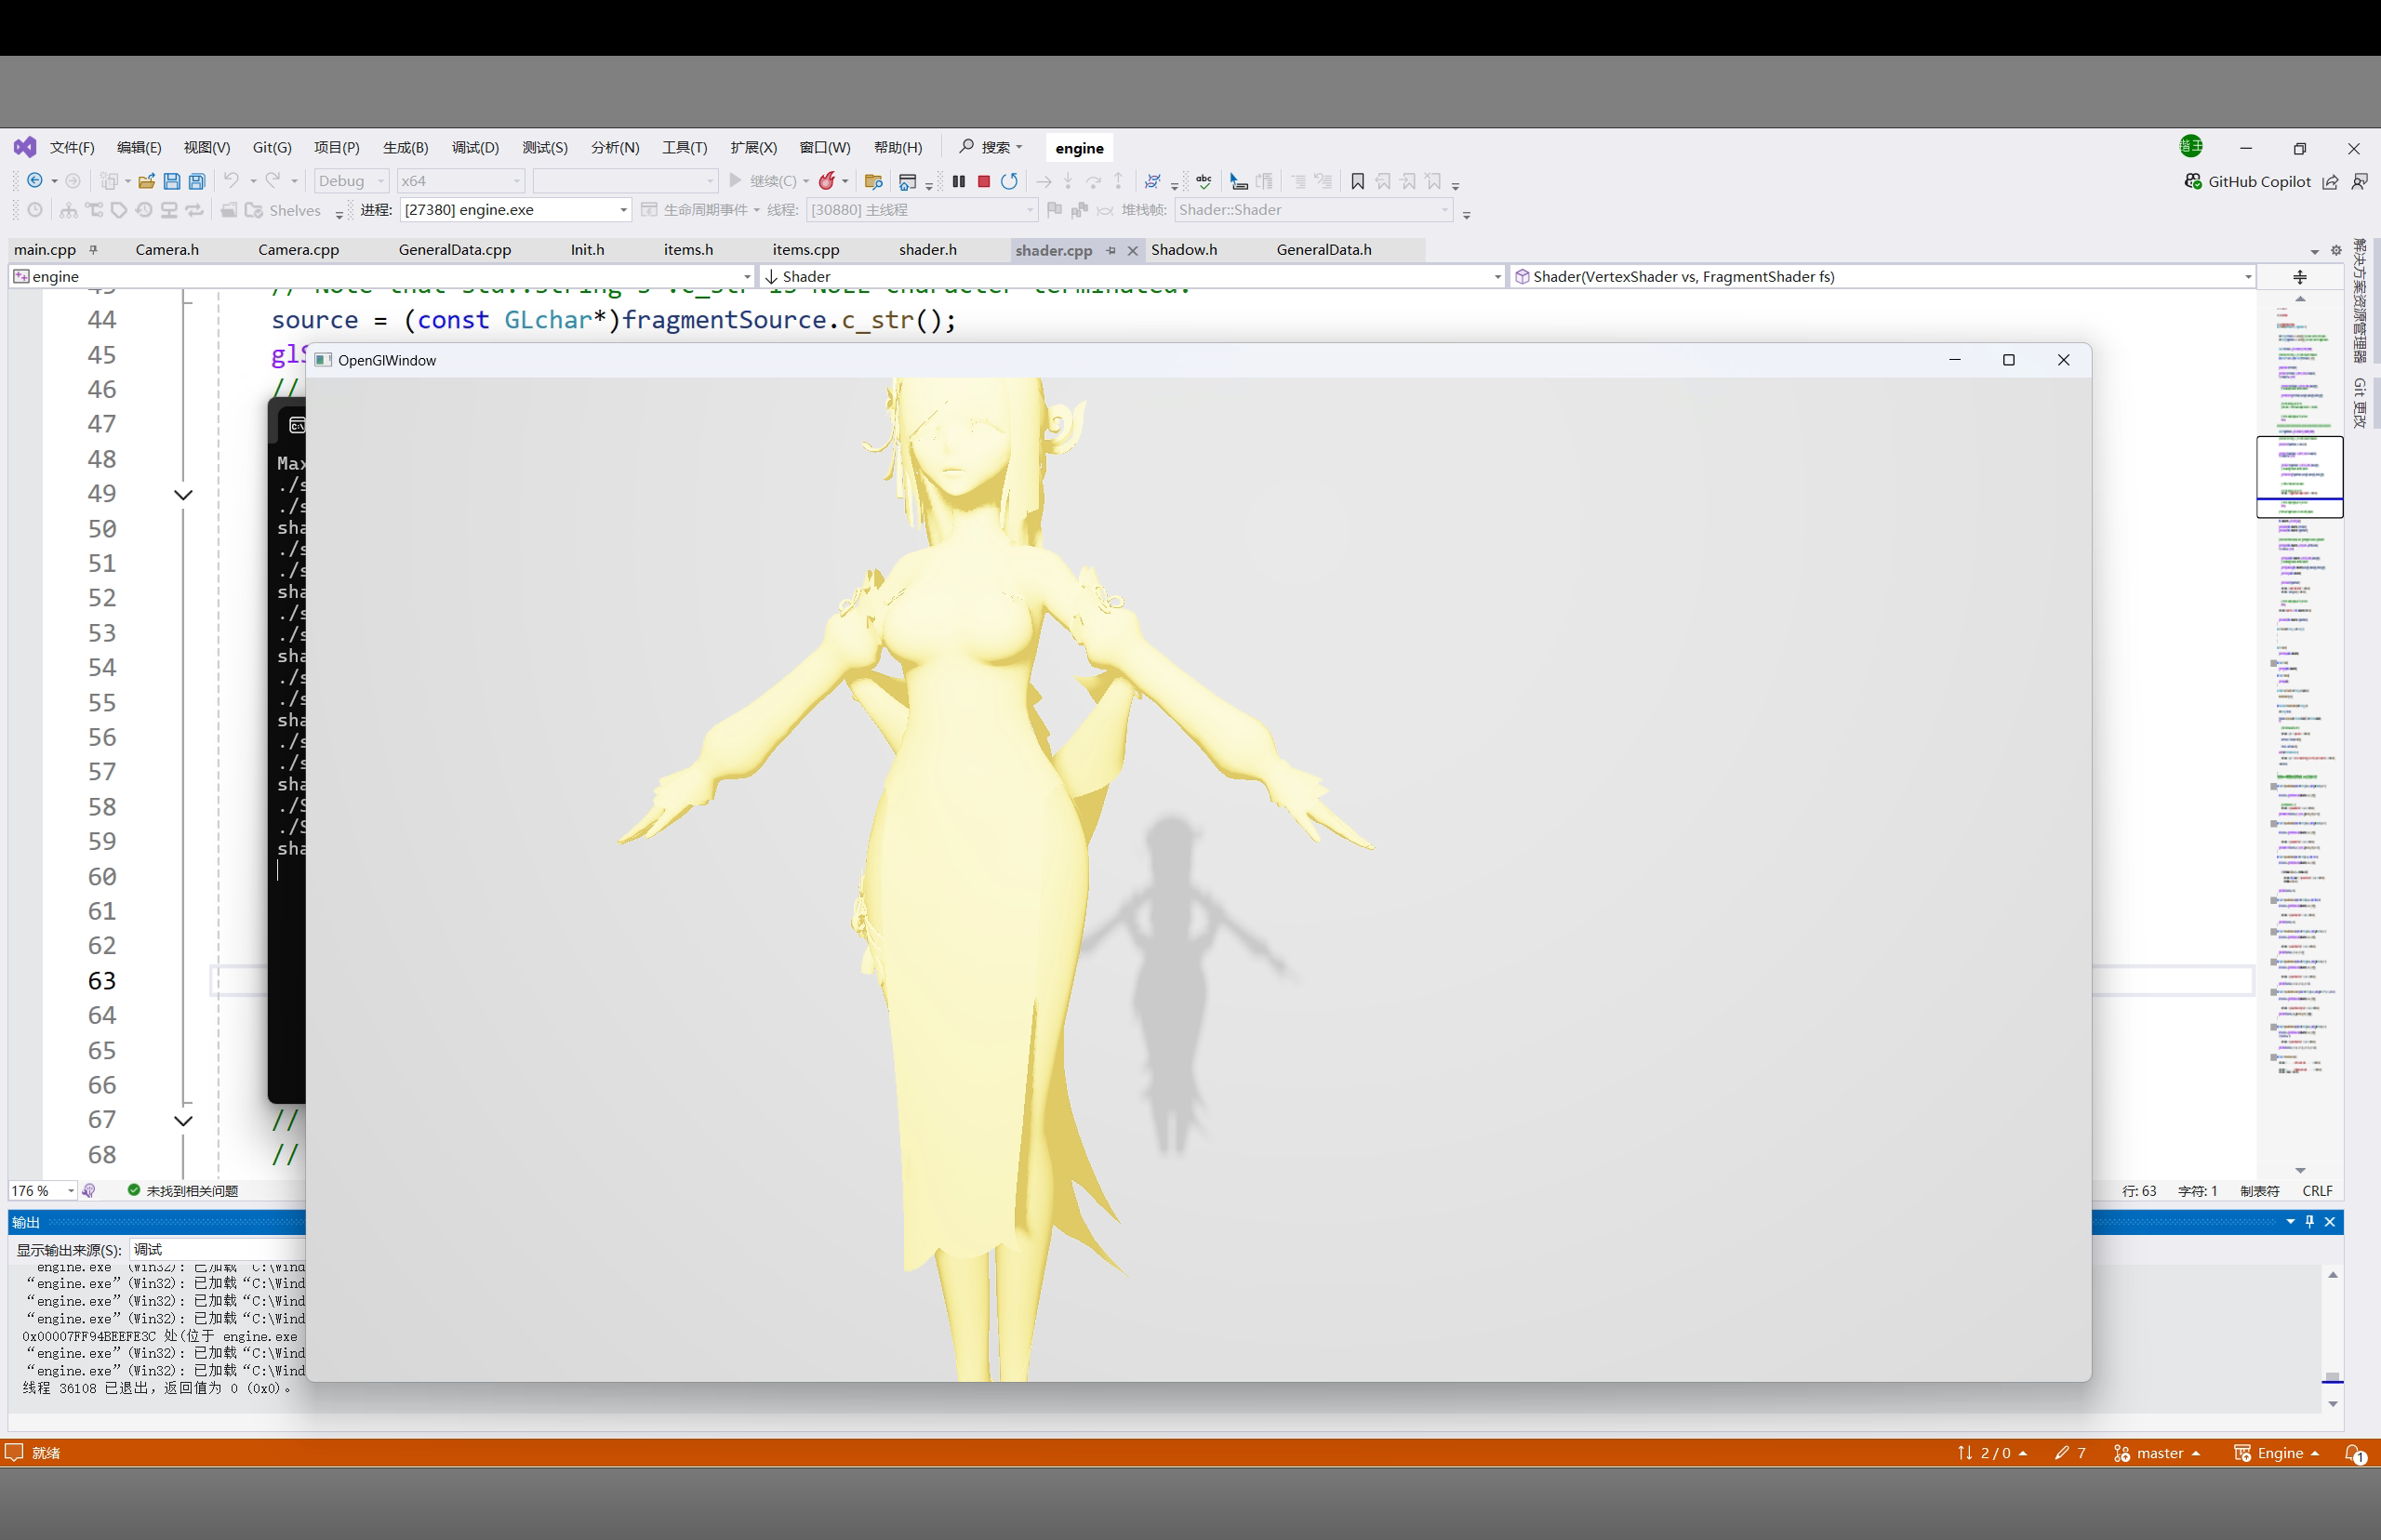 文件(F) 编辑(E) 视图(V) Git(G) 项目(P) 生成(B) 调试(D) 测试(S) 分析(N) 工具(T) 扩展(X) 窗口(W) 帮助(H) 搜索 engine
Debug x64 继续(C) GitHub Copilot
Shelves 进程: [27380] engine.exe 生命周期事件 线程: [30880] 主线程 堆栈帧: Shader::Shader
main.cpp Camera.h Camera.cpp GeneralData.cpp Init.h items.h items.cpp shader.h shader.cpp Shadow.h GeneralData.h
engine Shader Shader(VertexShader vs, FragmentShader fs)
44 source = (const GLchar*)fragmentSource.c_str();
45 glS
OpenGlWindow
46 //
47
Max
48
./s
49
./s
50
sha
./s
51
./s
52
sha
./s
53
./s
54
sha
./s
55
./s
56
sha
./s
57
./s
sha
58
./S
59
./S
sha
60
61
62
63
64
65
66
67 //
68 //
解决方案资源管理器
Git 更改
176 % 未找到相关问题 行: 63 字符: 1 制表符 CRLF
输出
显示输出来源(S): 调试
“engine.exe”(Win32): 已加载“C:\Wind
“engine.exe”(Win32): 已加载“C:\Wind
“engine.exe”(Win32): 已加载“C:\Wind
“engine.exe”(Win32): 已加载“C:\Wind
0x00007FF94BEEFE3C 处(位于 engine.exe
“engine.exe”(Win32): 已加载“C:\Wind
“engine.exe”(Win32): 已加载“C:\Wind
线程 36108 已退出，返回值为 0 (0x0)。
就绪 2 / 0 7 master Engine 1